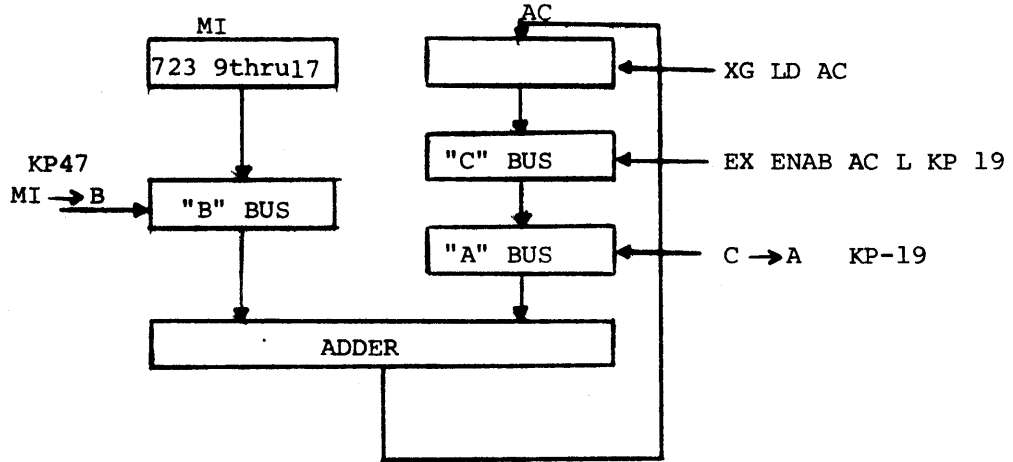 MI
AC
723 9thru17
XG LD AC
"C" BUS
EX ENAB AC L KP 19
KP47
MI → B
"B" BUS
"A" BUS
C → A KP-19
ADDER